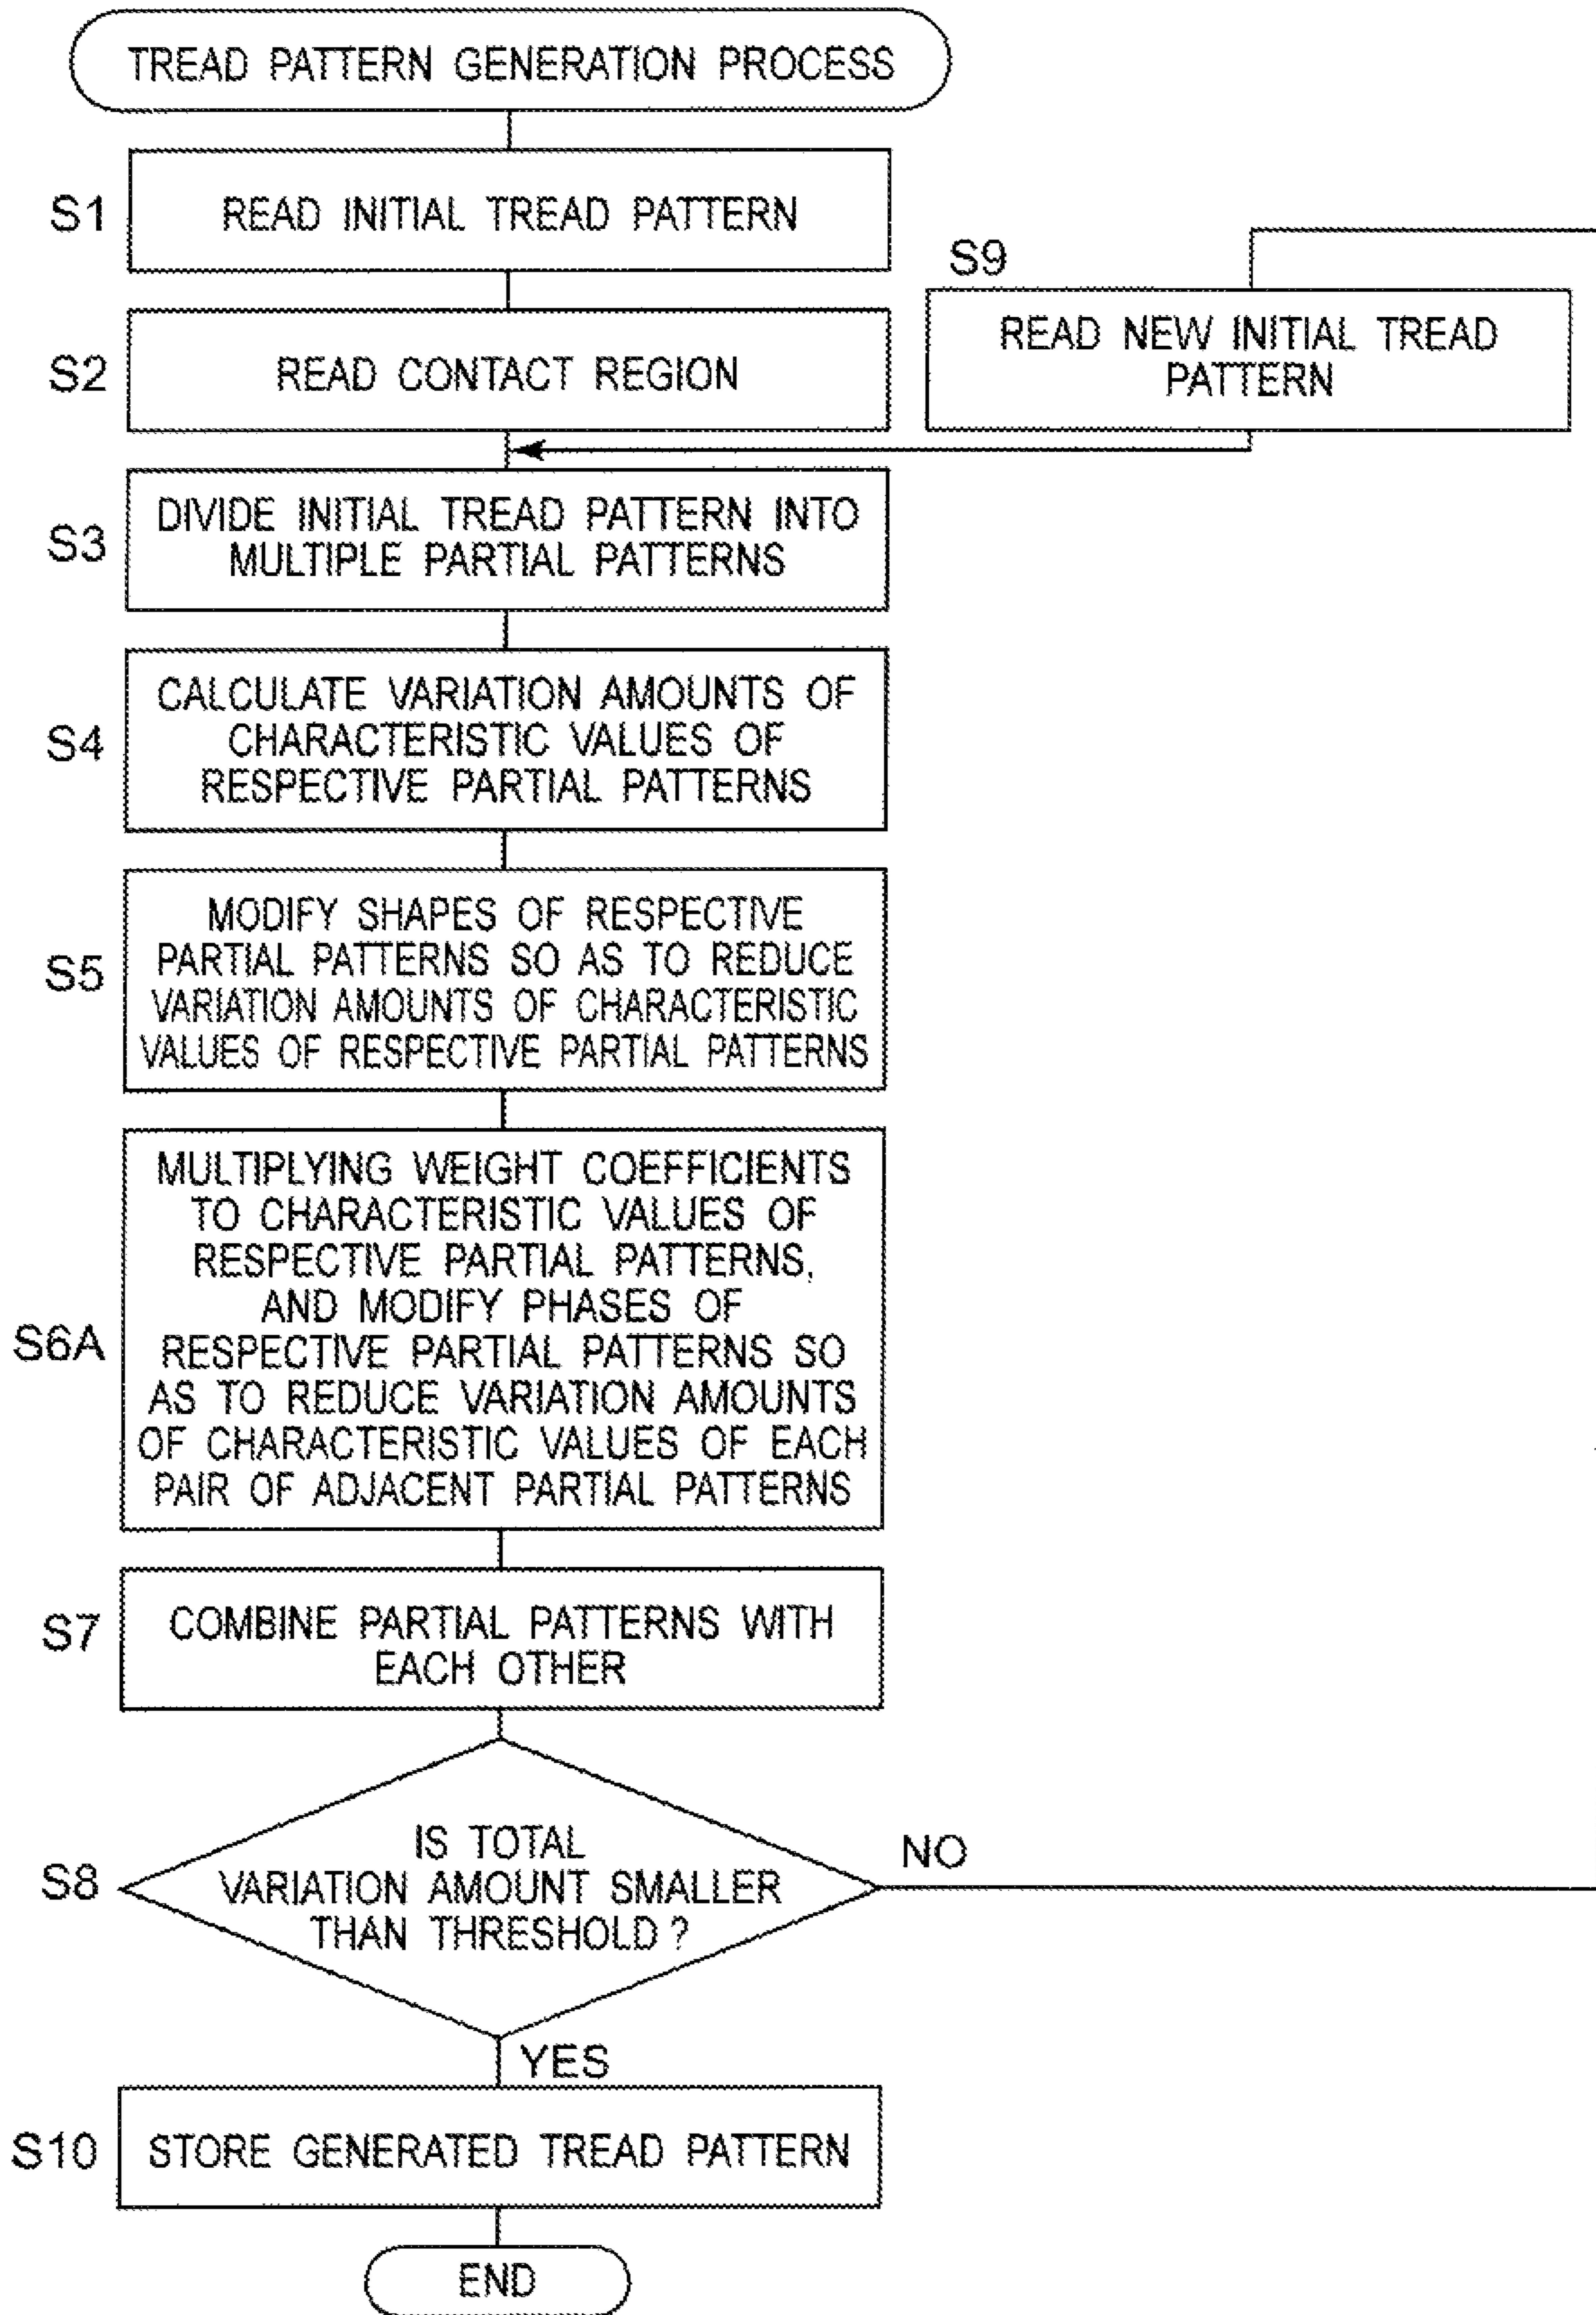 TREAD PATTERN GENERATION PROCESS
S1
READ INITIAL TREAD PATTERN
S9
READ NEW INITIAL TREAD
PATTERN
S2
READ CONTACT REGION
S3
DIVIDE INITIAL TREAD PATTERN INTO
MULTIPLE PARTIAL PATTERNS
S4
CALCULATE VARIATION AMOUNTS OF
CHARACTERISTIC VALUES OF
RESPECTIVE PARTIAL PATTERNS
S5
MODIFY SHAPES OF RESPECTIVE
PARTIAL PATTERNS SO AS TO REDUCE
VARIATION AMOUNTS OF CHARACTERISTIC
VALUES OF RESPECTIVE PARTIAL PATTERNS
S6A
MULTIPLYING WEIGHT COEFFICIENTS
TO CHARACTERISTIC VALUES OF
RESPECTIVE PARTIAL PATTERNS,
AND MODIFY PHASES OF
RESPECTIVE PARTIAL PATTERNS SO
AS TO REDUCE VARIATION AMOUNTS
OF CHARACTERISTIC VALUES OF EACH
PAIR OF ADJACENT PARTIAL PATTERNS
S7
COMBINE PARTIAL PATTERNS WITH
EACH OTHER
S8
IS TOTAL
VARIATION AMOUNT SMALLER
THAN THRESHOLD ?
NO
YES
S10
STORE GENERATED TREAD PATTERN
END